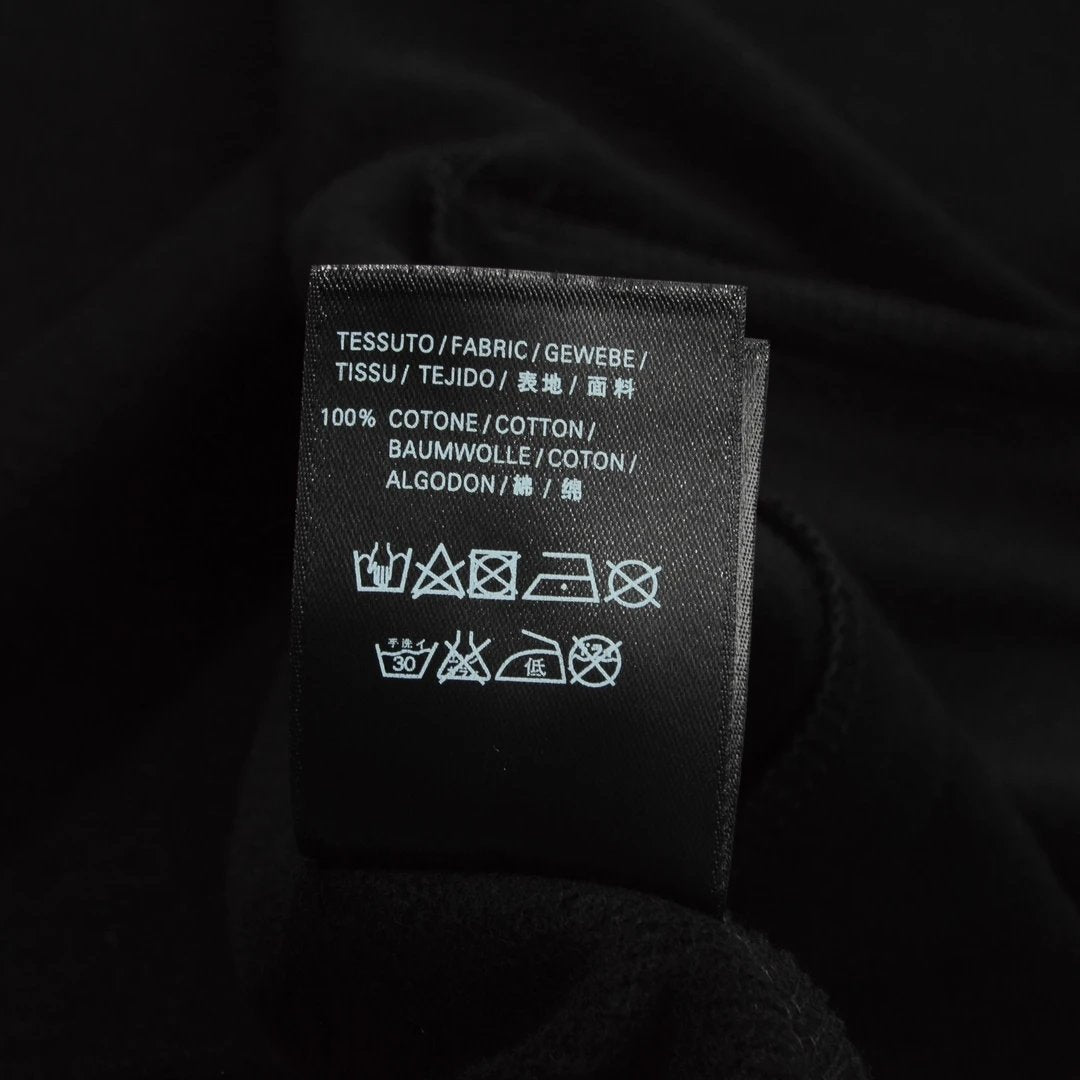 TESSUTO/FABRIC/GEWEBE/
TISSU/ TEJIDO/ 表地/ 面料
100% COTONE/COTTON/
BAUMWOLLE/COTON/
ALGODON/綿 / 绵
手洗イ
30
低